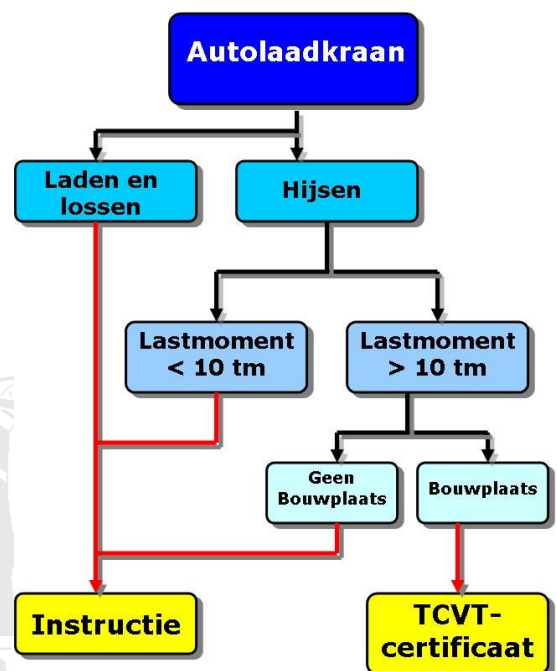 Autolaadkraan
Laden en
lossen
Hijsen
Lastmoment
< 10 tm
Lastmoment
> 10 tm
Geen
Bouwplaats
Bouwplaats
Instructie
TCVT-
certificaat